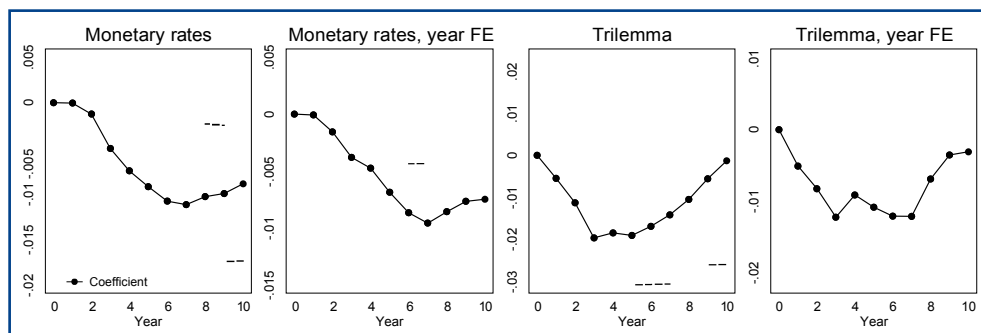 Monetary rates
.005
0
-.005
-.01
-.015
-.02
Coefficient
0 2 4 6 8 10
Year
Monetary rates, year FE
.005
0
-.005
-.01
-.015
0 2 4 6 8 10
Year
Trilemma
.02
.01
0
-.01
-.02
-.03
0 2 4 6 8 10
Year
Trilemma, year FE
.01
0
-.01
-.02
0 2 4 6 8 10
Year